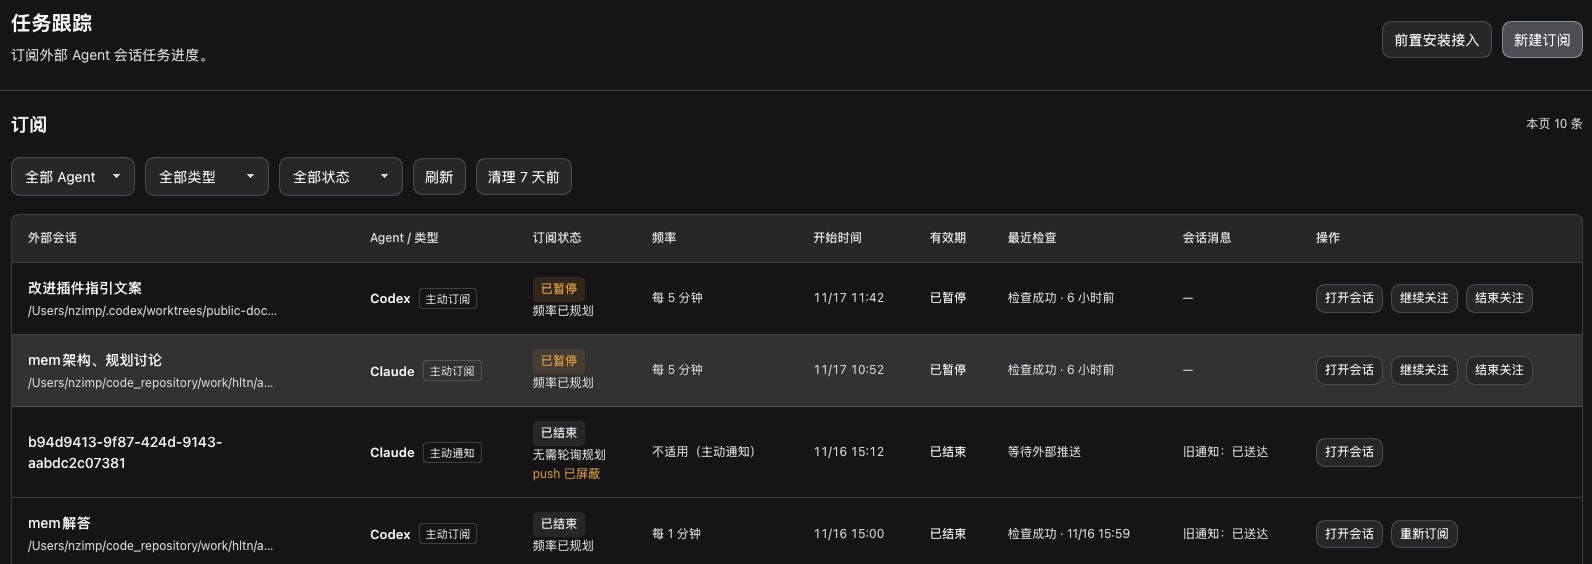 任务跟踪
订阅外部 Agent 会话任务进度。
前置安装接入
新建订阅
订阅
本页 10 条
全部 Agent
全部类型
全部状态
刷新
清理 7 天前
外部会话
Agent / 类型
订阅状态
频率
开始时间
有效期
最近检查
会话消息
操作
改进插件指引文案
/Users/nzimp/.codex/worktrees/public-doc...
Codex
主动订阅
已暂停
频率已规划
每 5 分钟
11/17 11:42
已暂停
检查成功 · 6 小时前
—
打开会话
继续关注
结束关注
mem架构、规划讨论
/Users/nzimp/code_repository/work/hltn/a...
Claude
主动订阅
已暂停
频率已规划
每 5 分钟
11/17 10:52
已暂停
检查成功 · 6 小时前
—
打开会话
继续关注
结束关注
b94d9413-9f87-424d-9143-
aabdc2c07381
Claude
主动通知
已结束
无需轮询规划
push 已屏蔽
不适用（主动通知）
11/16 15:12
已结束
等待外部推送
旧通知：已送达
打开会话
mem解答
/Users/nzimp/code_repository/work/hltn/a...
Codex
主动订阅
已结束
频率已规划
每 1 分钟
11/16 15:00
已结束
检查成功 · 11/16 15:59
旧通知：已送达
打开会话
重新订阅